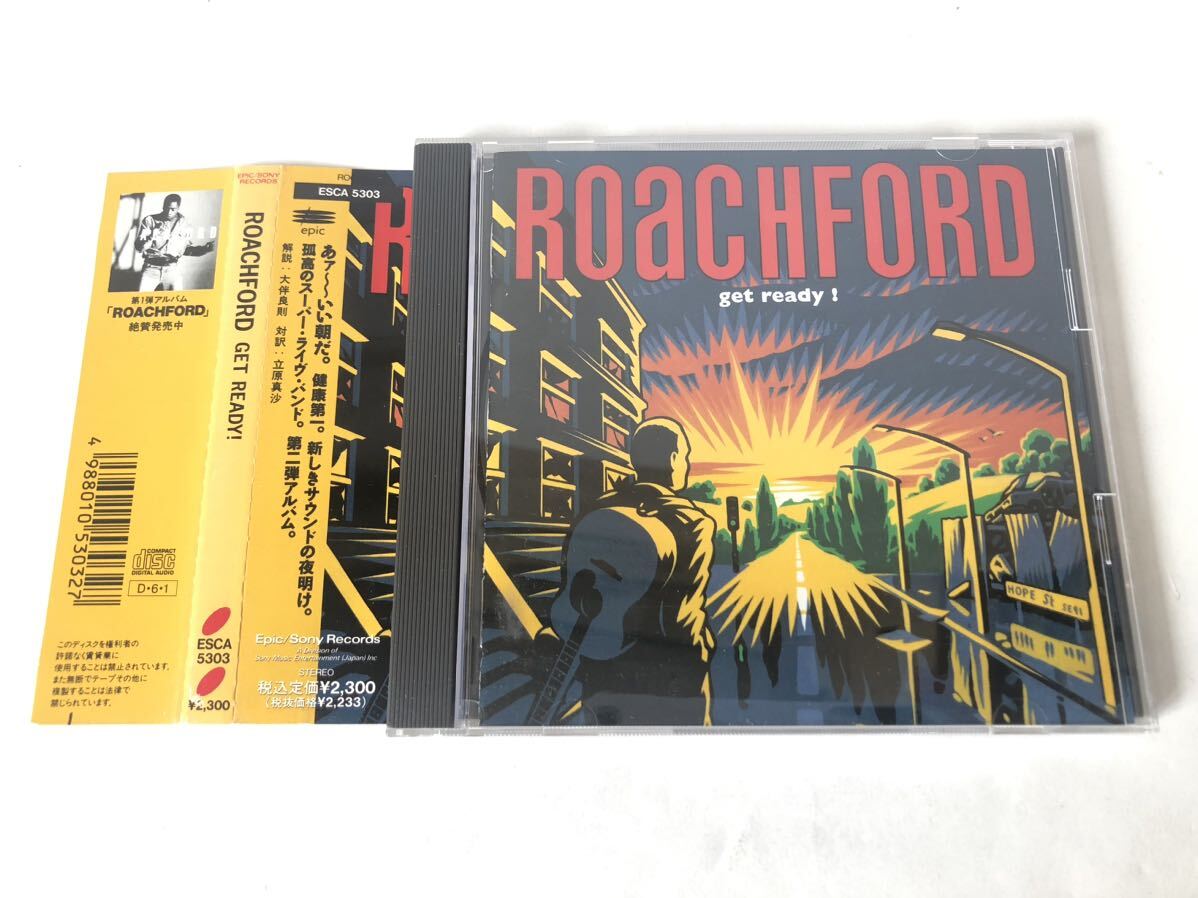 ROACHFORD
第1弾アルバム
「ROACHFORD」
絶賛発売中
4 988010 530327
COMPACT
disc
DIGITAL AUDIO
D・6・1
このディスクを権利者の
許諾なく賃貸業に
使用することは禁止されています。
また無断でテープその他に
複製することは法律で
禁じられています。
EPIC/SONY
RECORDS
ROACHFORD GET READY!
ESCA
5303
¥2,300
RO
ESCA 5303
epic
あァ〜いい朝だ。健康第一。新しきサウンドの夜明け。
孤高のスーパー・ライヴ・バンド。第二弾アルバム。
解説:大伴良則 対訳:立原真沙
Epic/Sony Records
A Division of
Sony Music Entertainment (Japan) Inc
STEREO
税込定価¥2,300
(税抜価格¥2,233)
ROACHFORD
get ready !
HOPE St SE91